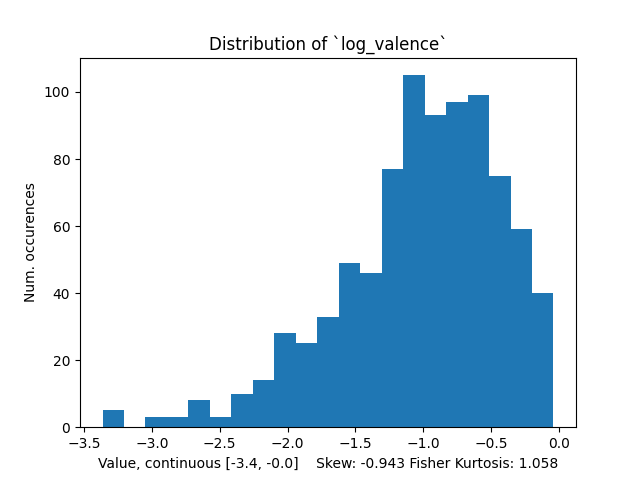 Distribution of `log_valence`
Num. occurences
100
80
60
40
20
0
−3.5 −3.0 −2.5 −2.0 −1.5 −1.0 −0.5 0.0
Value, continuous [-3.4, -0.0]    Skew: -0.943 Fisher Kurtosis: 1.058